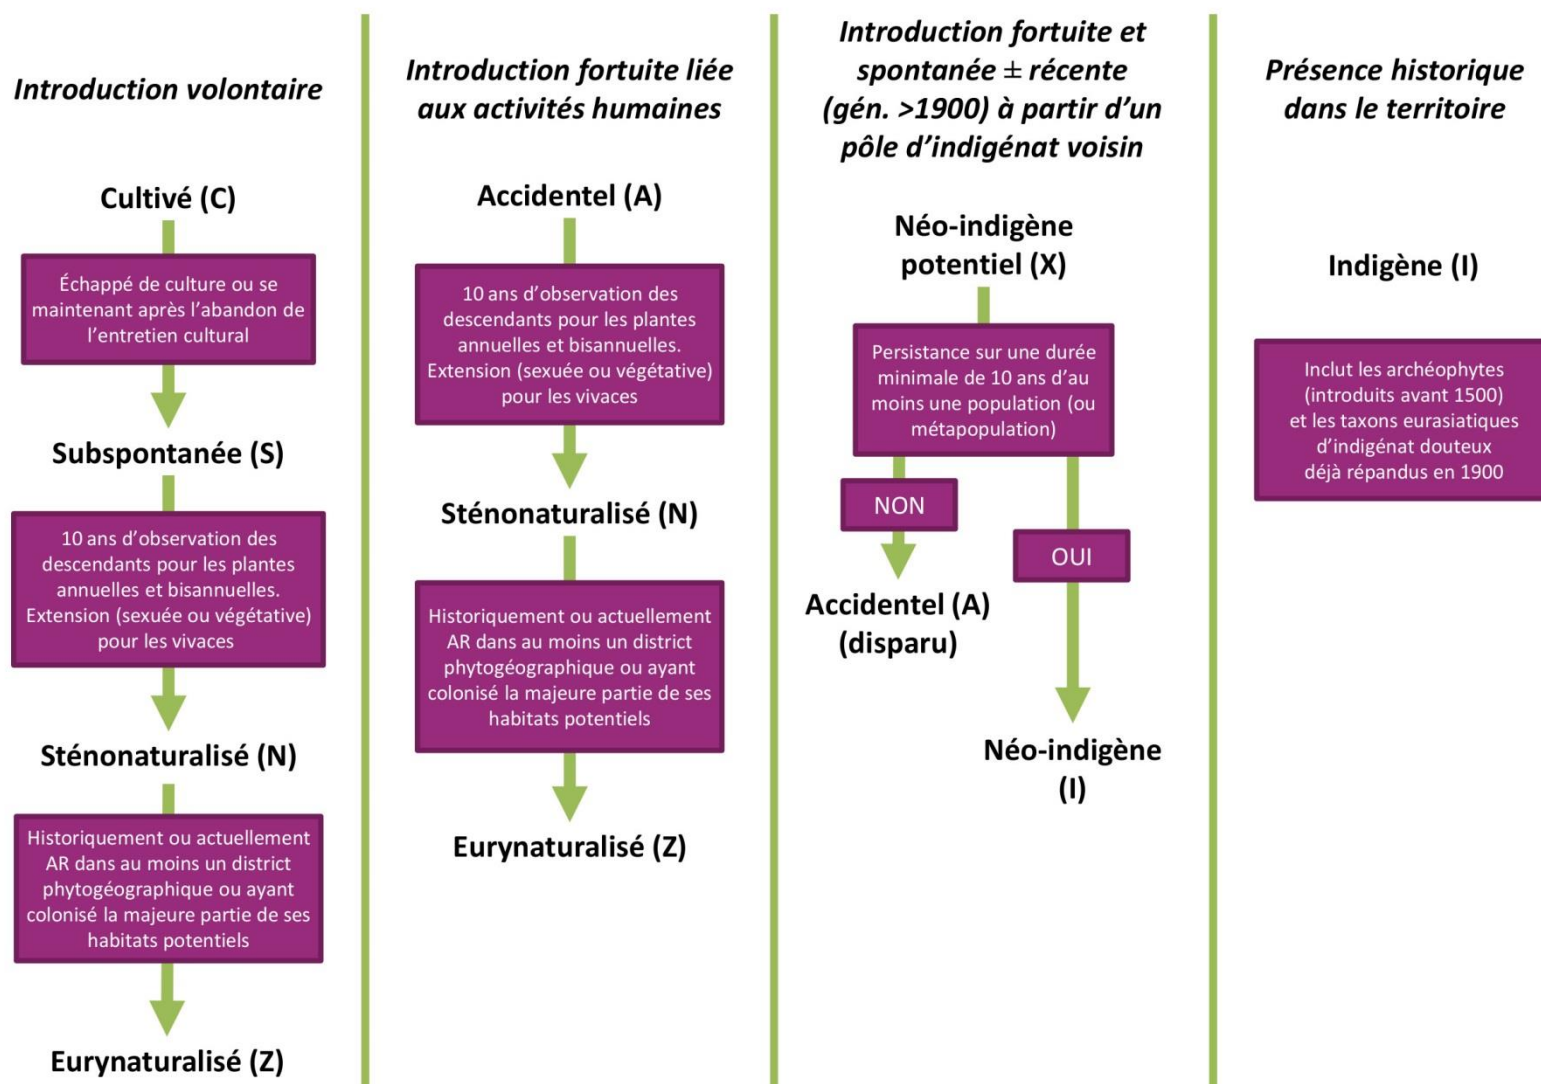 Introduction volontaire
Cultivé (C)
Échappé de culture ou se
maintenant après l’abandon de
l’entretien cultural
Subspontanée (S)
10 ans d’observation des
descendants pour les plantes
annuelles et bisannuelles.
Extension (sexuée ou végétative)
pour les vivaces
Sténonaturalisé (N)
Historiquement ou actuellement
AR dans au moins un district
phytogéographique ou ayant
colonisé la majeure partie de ses
habitats potentiels
Eurynaturalisé (Z)
Introduction fortuite liée
aux activités humaines
Accidentel (A)
10 ans d’observation des
descendants pour les plantes
annuelles et bisannuelles.
Extension (sexuée ou végétative)
pour les vivaces
Sténonaturalisé (N)
Historiquement ou actuellement
AR dans au moins un district
phytogéographique ou ayant
colonisé la majeure partie de ses
habitats potentiels
Eurynaturalisé (Z)
Introduction fortuite et
spontanée ± récente
(gén. >1900) à partir d’un
pôle d’indigénat voisin
Néo-indigène
potentiel (X)
Persistance sur une durée
minimale de 10 ans d’au
moins une population (ou
métapopulation)
NON
OUI
Accidentel (A)
(disparu)
Néo-indigène
(I)
Présence historique
dans le territoire
Indigène (I)
Inclut les archéophytes
(introduits avant 1500)
et les taxons eurasiatiques
d’indigénat douteux
déjà répandus en 1900